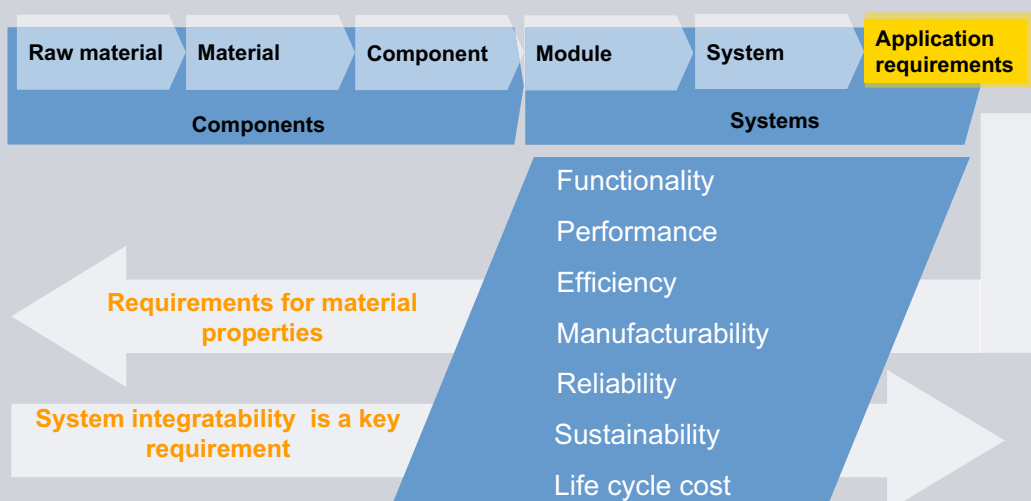 Raw material
Material
Component
Module
System
Application
requirements
Components
Systems
Functionality
Performance
Efficiency
Manufacturability
Reliability
Sustainability
Life cycle cost
Requirements for material
properties
System integratability is a key
requirement